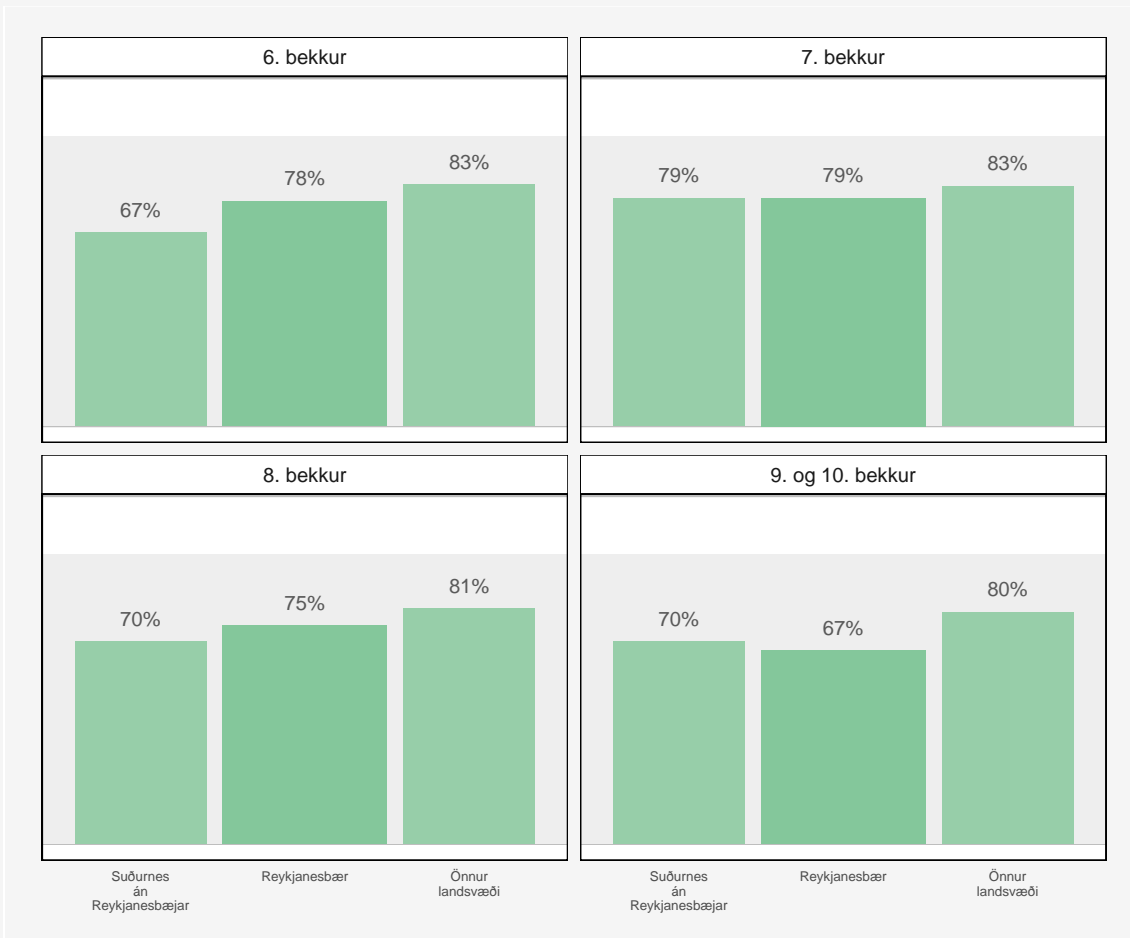 6. bekkur
67%
78%
83%
7. bekkur
79%
79%
83%
8. bekkur
70%
75%
81%
9. og 10. bekkur
70%
67%
80%
Suðurnes
án
Reykjanesbæjar
Reykjanesbær
Önnur
landsvæði
Suðurnes
án
Reykjanesbæjar
Reykjanesbær
Önnur
landsvæði